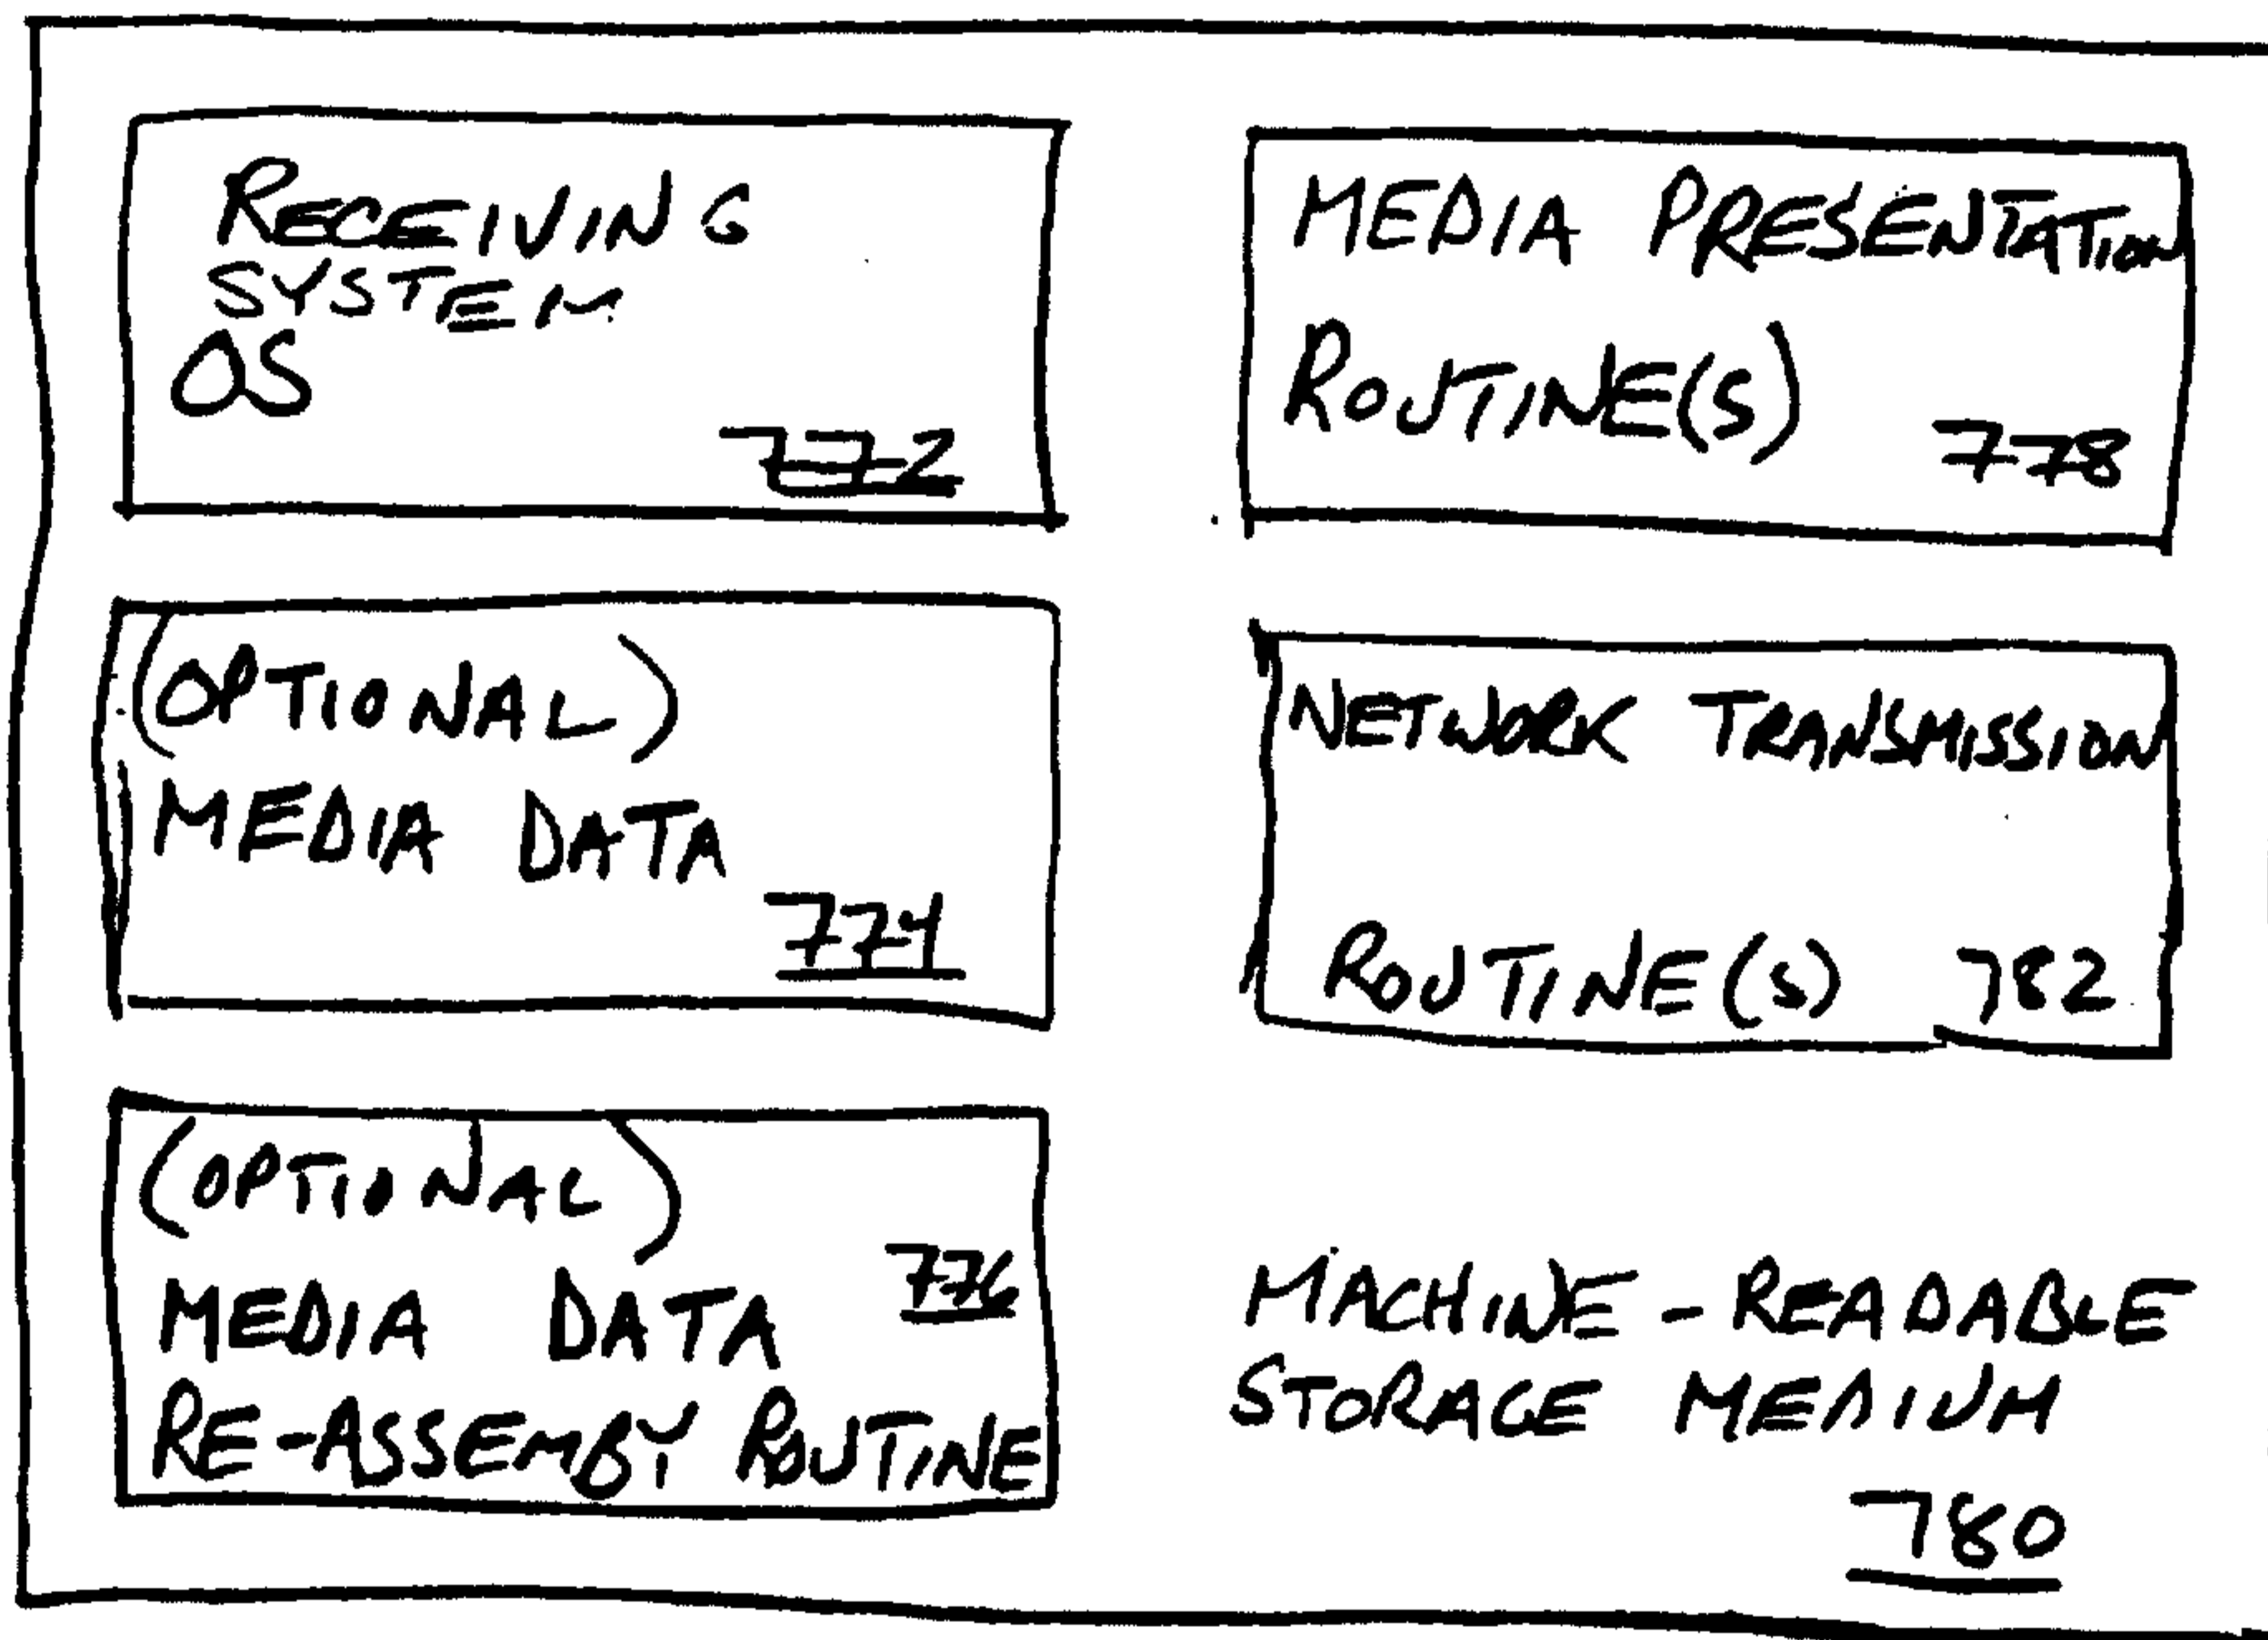 RECEIVING
SYSTEM
OS
772
MEDIA PRESENTATION
ROUTINE(S)
778
(OPTIONAL)
MEDIA DATA
774
NETWORK TRANSMISSION
ROUTINE(S) 782
(OPTIONAL)
776
MEDIA DATA
RE-ASSEMBY ROUTINE
MACHINE-READABLE
STORAGE MEDIUM
780